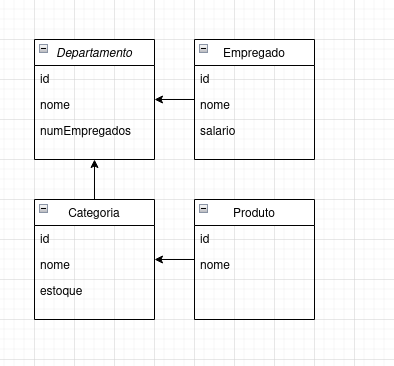 Departamento
id
nome
numEmpregados
Empregado
id
nome
salario
Categoria
id
nome
estoque
Produto
id
nome